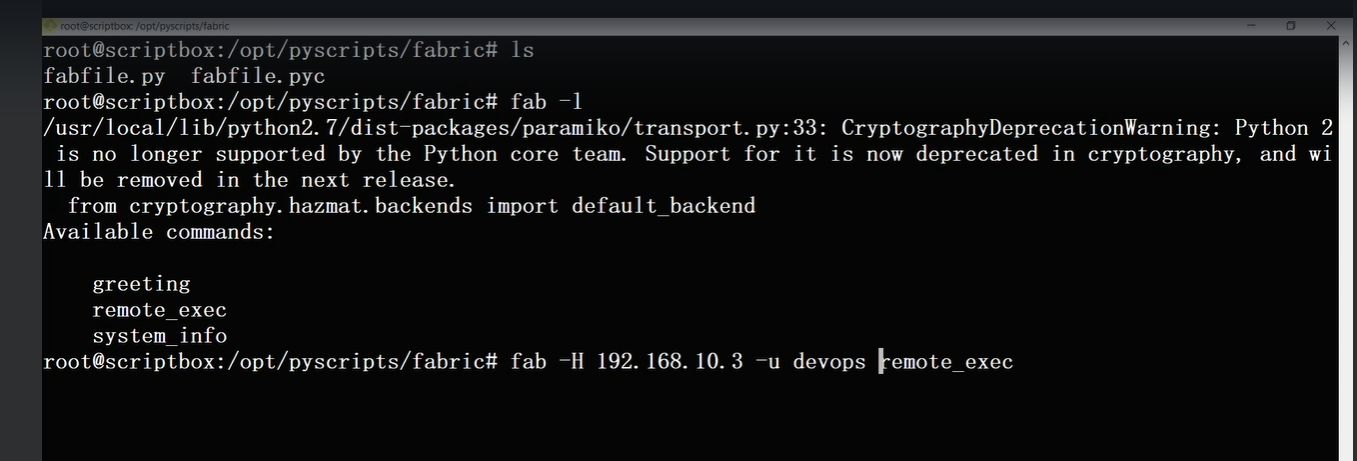 root@scriptbox: /opt/pyscripts/fabric
root@scriptbox:/opt/pyscripts/fabric# ls
fabfile.py  fabfile.pyc
root@scriptbox:/opt/pyscripts/fabric# fab -l
/usr/local/lib/python2.7/dist-packages/paramiko/transport.py:33: CryptographyDeprecationWarning: Python 2
 is no longer supported by the Python core team. Support for it is now deprecated in cryptography, and wi
ll be removed in the next release.
  from cryptography.hazmat.backends import default_backend
Available commands:
    greeting
    remote_exec
    system_info
root@scriptbox:/opt/pyscripts/fabric# fab -H 192.168.10.3 -u devops remote_exec